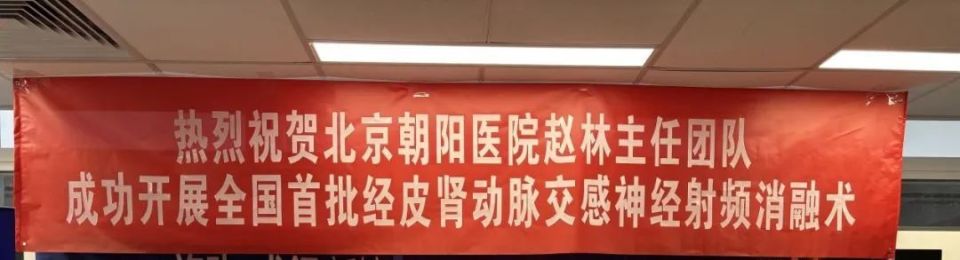 热烈祝贺北京朝阳医院赵林主任团队
成功开展全国首批经皮肾动脉交感神经射频消融术